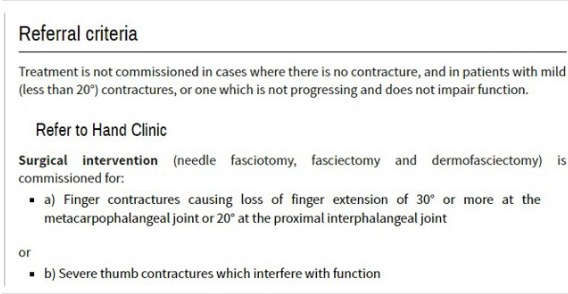 Referral criteria
Treatment is not commissioned in cases where there is no contracture, and in patients with mild
(less than 20°) contractures, or one which is not progressing and does not impair function.
Refer to Hand Clinic
Surgical intervention (needle fasciotomy, fasciectomy and dermofasciectomy) is
commissioned for:
▪ a) Finger contractures causing loss of finger extension of 30° or more at the
metacarpophalangeal joint or 20° at the proximal interphalangeal joint
or
▪ b) Severe thumb contractures which interfere with function